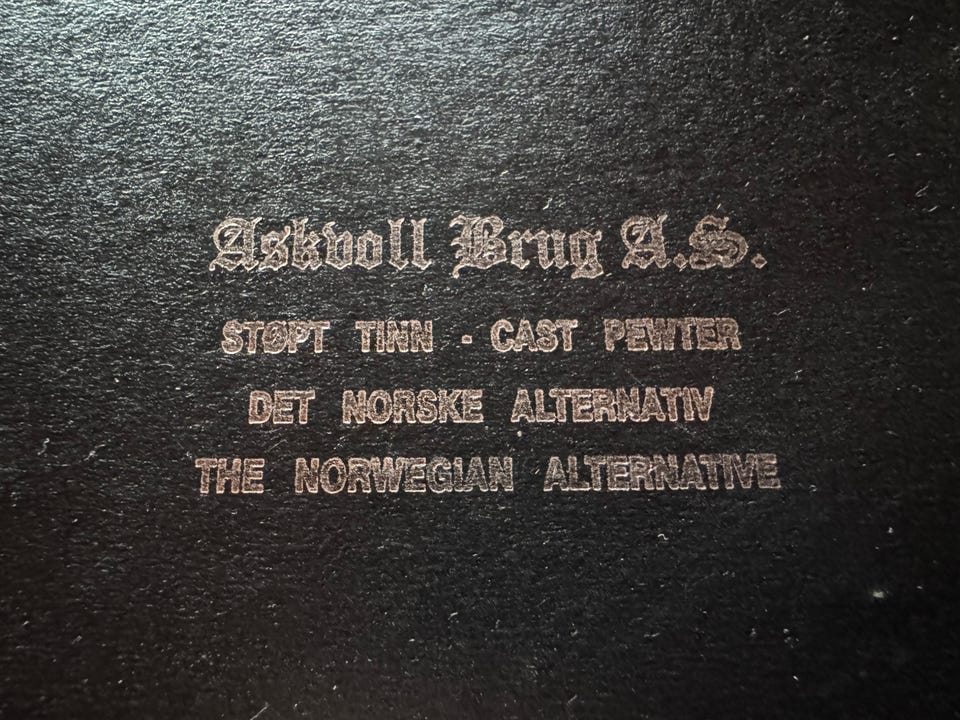 Askvoll Brug A.S.
STØPT TINN - CAST PEWTER
DET NORSKE ALTERNATIV
THE NORWEGIAN ALTERNATIVE